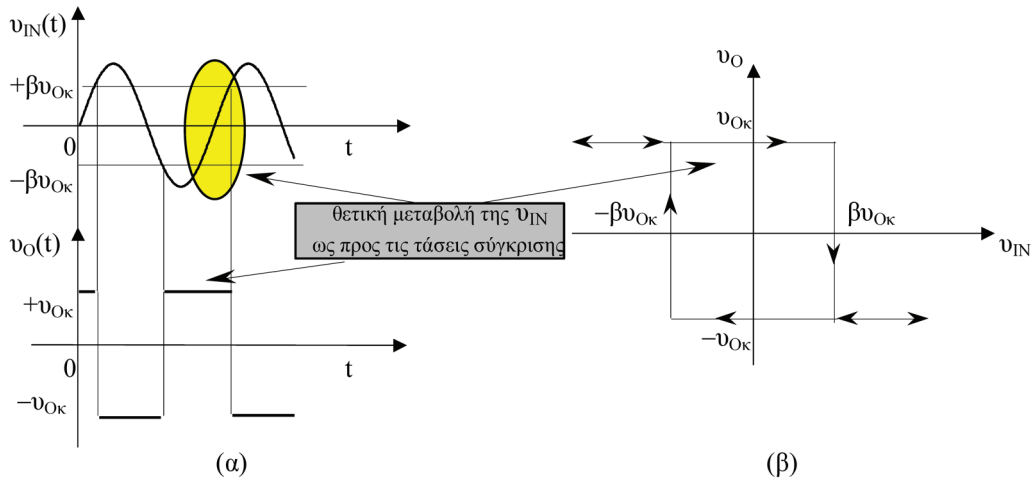 υIN(t)
+βυOκ
0
t
−βυOκ
θετική μεταβολή της υIN
ως προς τις τάσεις σύγκρισης
υO(t)
+υOκ
0
t
−υOκ
(α)
υO
υOκ
−βυOκ
βυOκ
υIN
−υOκ
(β)